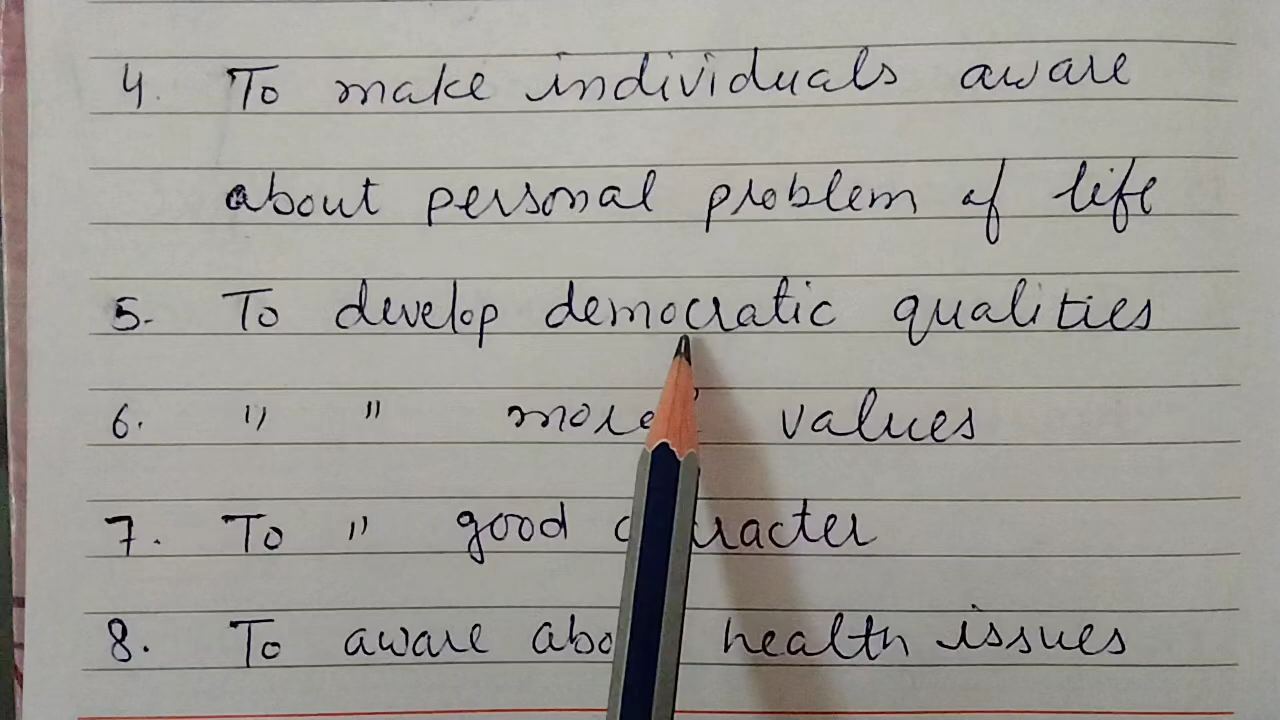 4. To make individuals aware
about personal problem of life
5. To develop democratic qualities
6. " " values
7. To " good
8. To aware health issues